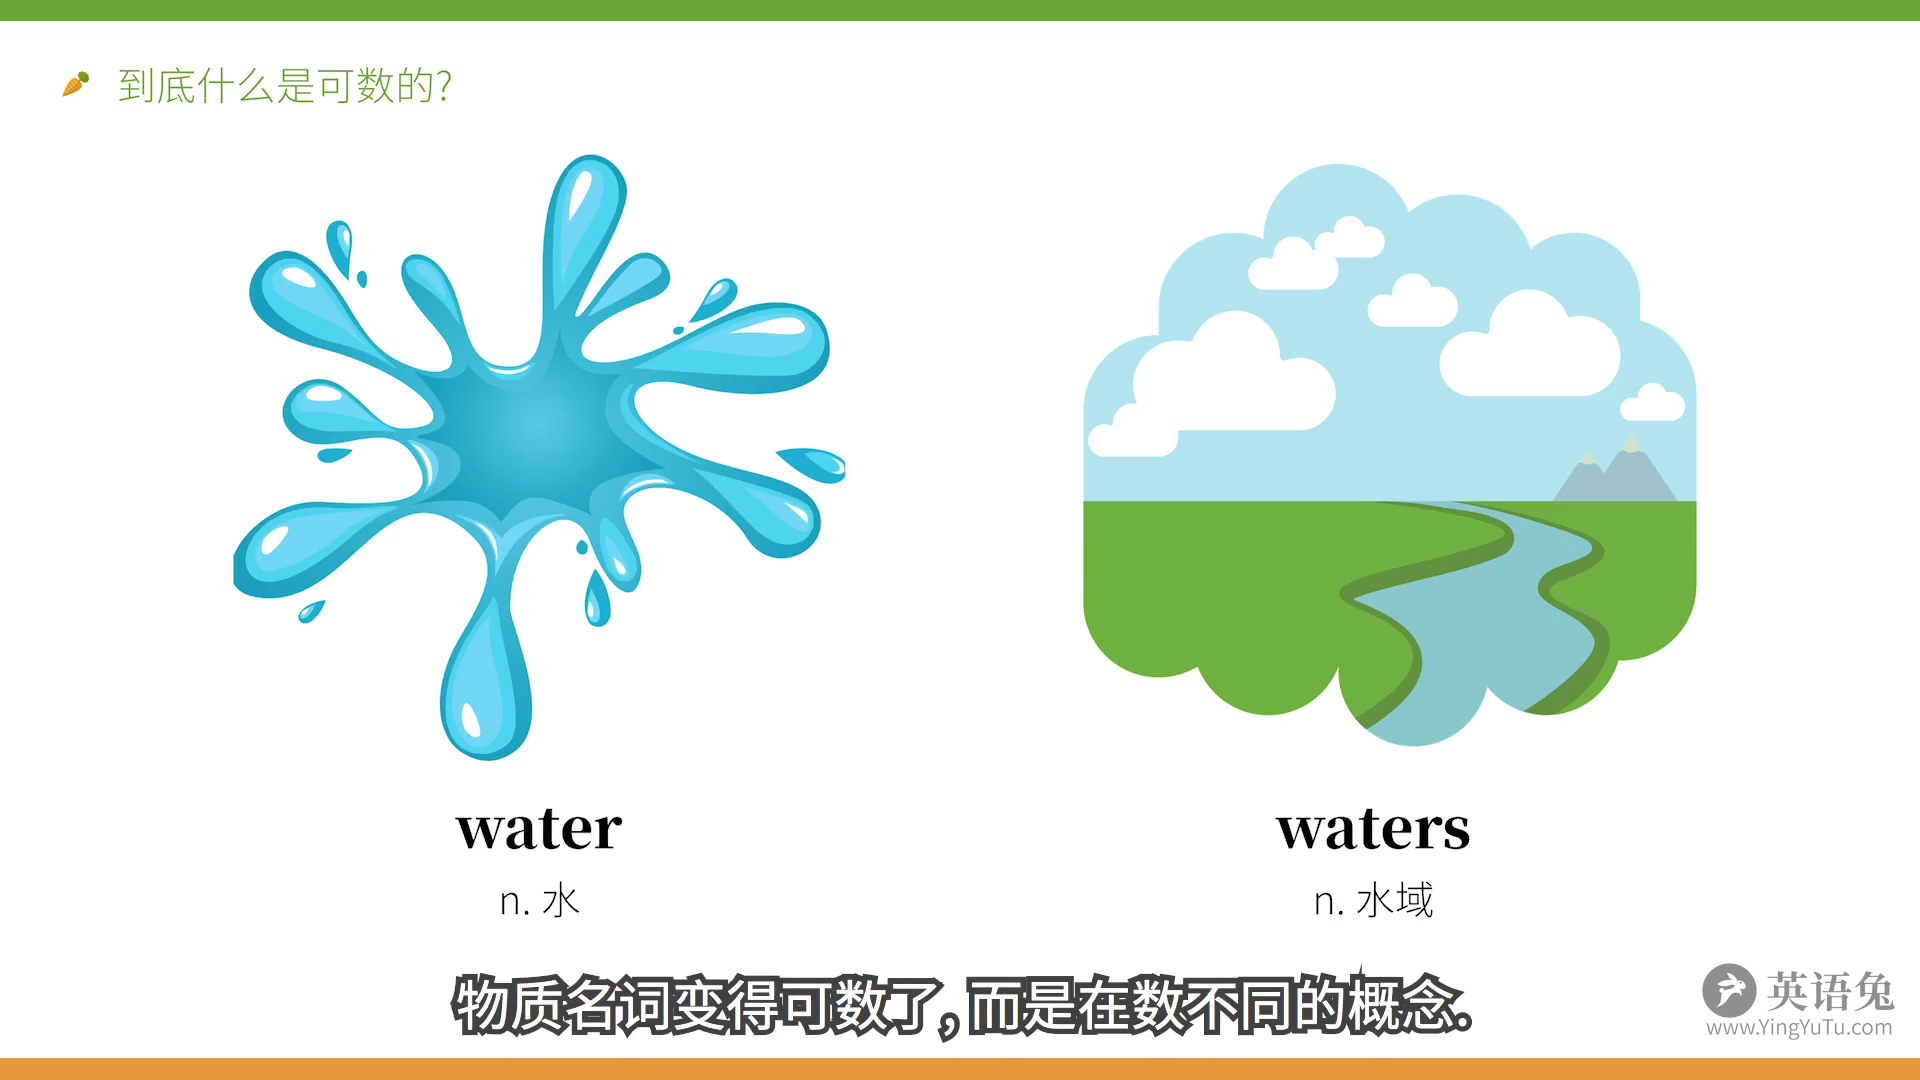 到底什么是可数的?
water
waters
n. 水
n. 水域
物质名词变得可数了,而是在数不同的概念.
英语兔
www.YingYuTu.com